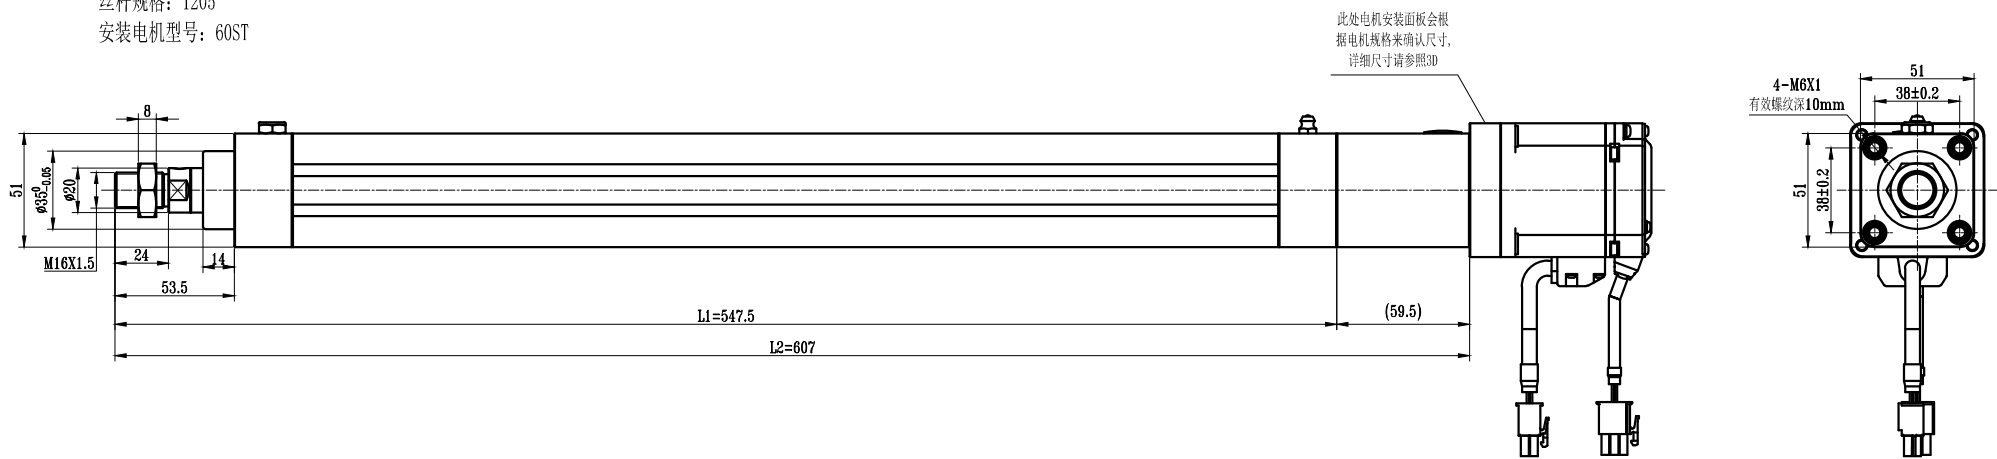 丝杆规格：1205
安装电机型号：60ST
此处电机安装面板会根
据电机规格来确认尺寸,
详细尺寸请参照3D
8
51
ø35 0 -0.05
ø20
M16X1.5
24
14
53.5
L1=547.5
(59.5)
L2=607
4-M6X1
有效螺纹深10mm
51
38±0.2
51
38±0.2